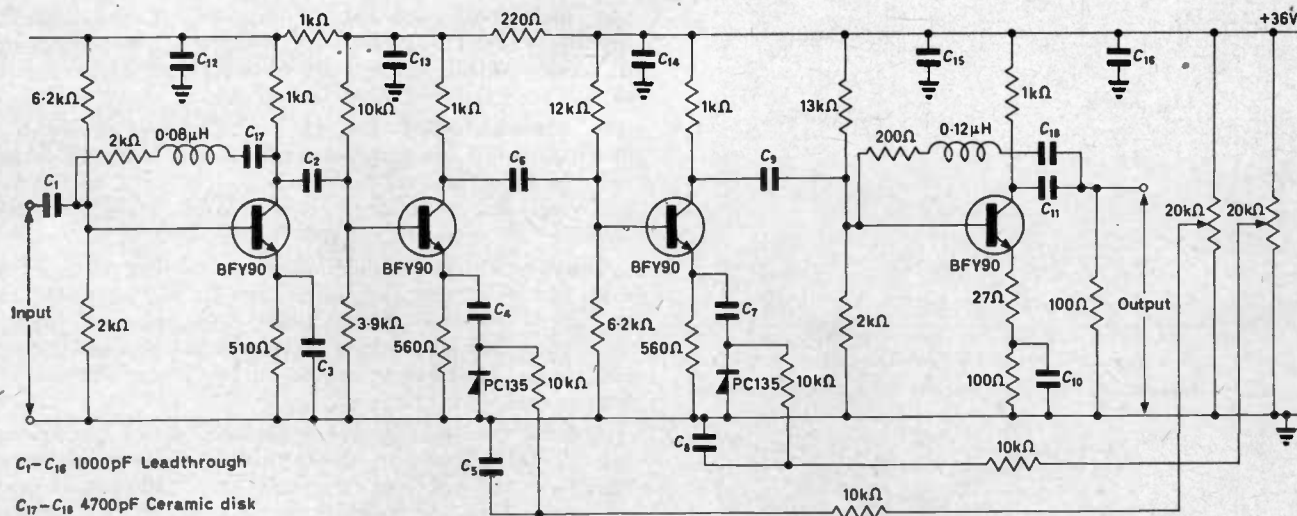 1kΩ
220Ω
+36V
C12
C13
C14
C15
C16
6·2kΩ
1kΩ
10kΩ
1kΩ
12kΩ
1kΩ
13kΩ
1kΩ
2kΩ
0·08μH
C17
200Ω
0·12μH
C18
C1
C2
C6
C9
C11
20kΩ
20kΩ
BFY90
BFY90
BFY90
BFY90
Input
2kΩ
510Ω
C3
3·9kΩ
560Ω
C4
PC135
10kΩ
6·2kΩ
560Ω
C7
PC135
10kΩ
2kΩ
27Ω
100Ω
C10
100Ω
Output
C5
C8
10kΩ
10kΩ
C1–C16 1000pF Leadthrough
C17–C18 4700pF Ceramic disk